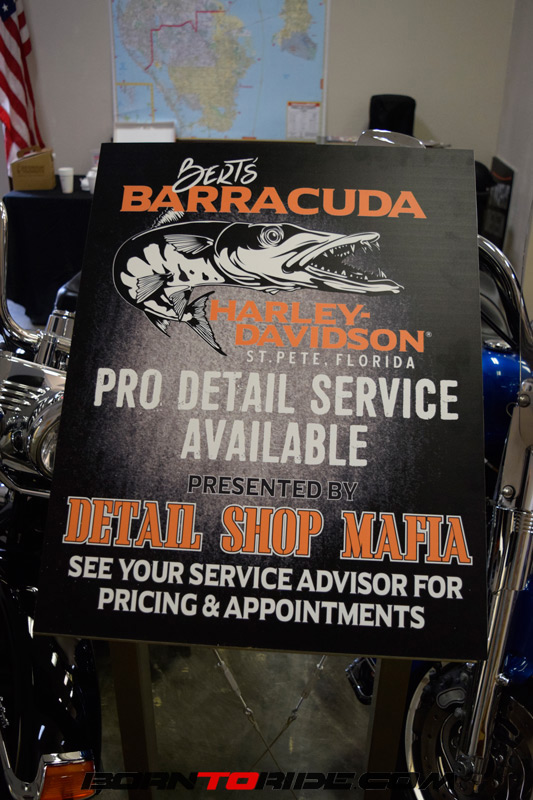 BERT'S
BARRACUDA
HARLEY-
DAVIDSON®
ST. PETE, FLORIDA
PRO DETAIL SERVICE
AVAILABLE
PRESENTED BY
DETAIL SHOP MAFIA
SEE YOUR SERVICE ADVISOR FOR
PRICING & APPOINTMENTS
BORNTORIDE.COM